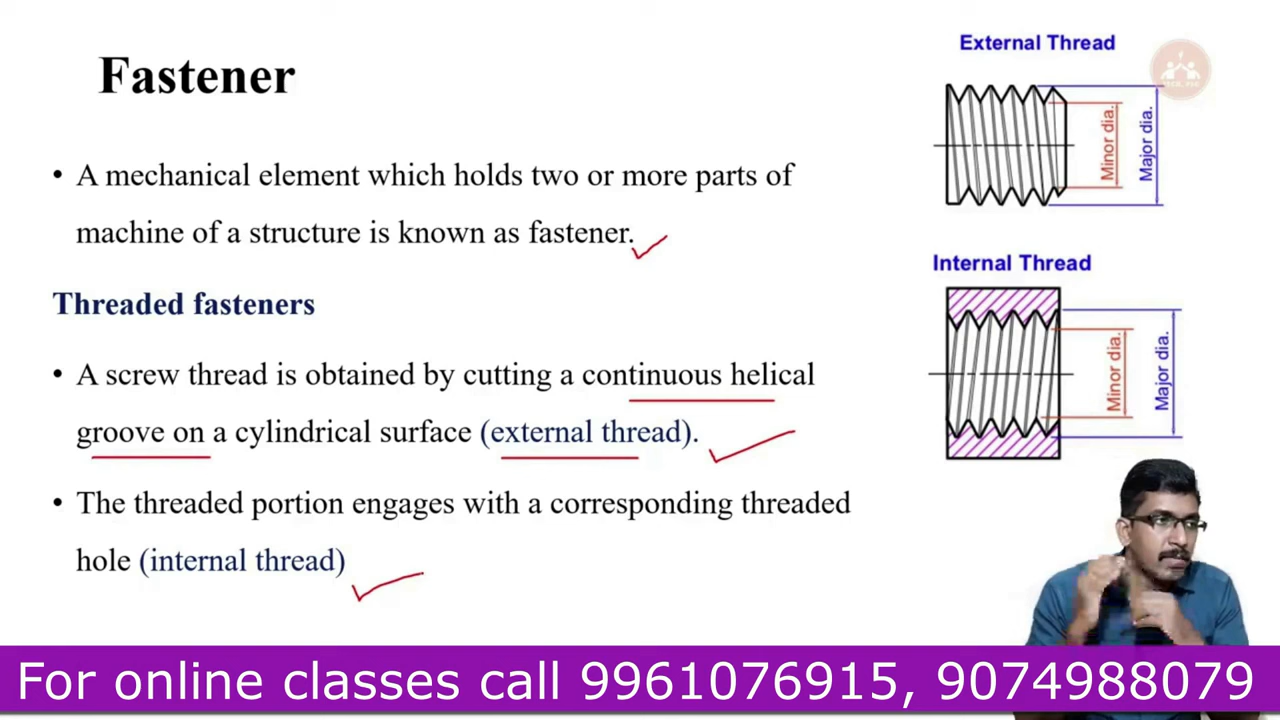 Fastener
• A mechanical element which holds two or more parts of
machine of a structure is known as fastener.
Threaded fasteners
• A screw thread is obtained by cutting a continuous helical
groove on a cylindrical surface (external thread).
• The threaded portion engages with a corresponding threaded
hole (internal thread)
External Thread
Minor dia.
Major dia.
Internal Thread
Minor dia.
Major dia.
For online classes call 9961076915, 9074988079